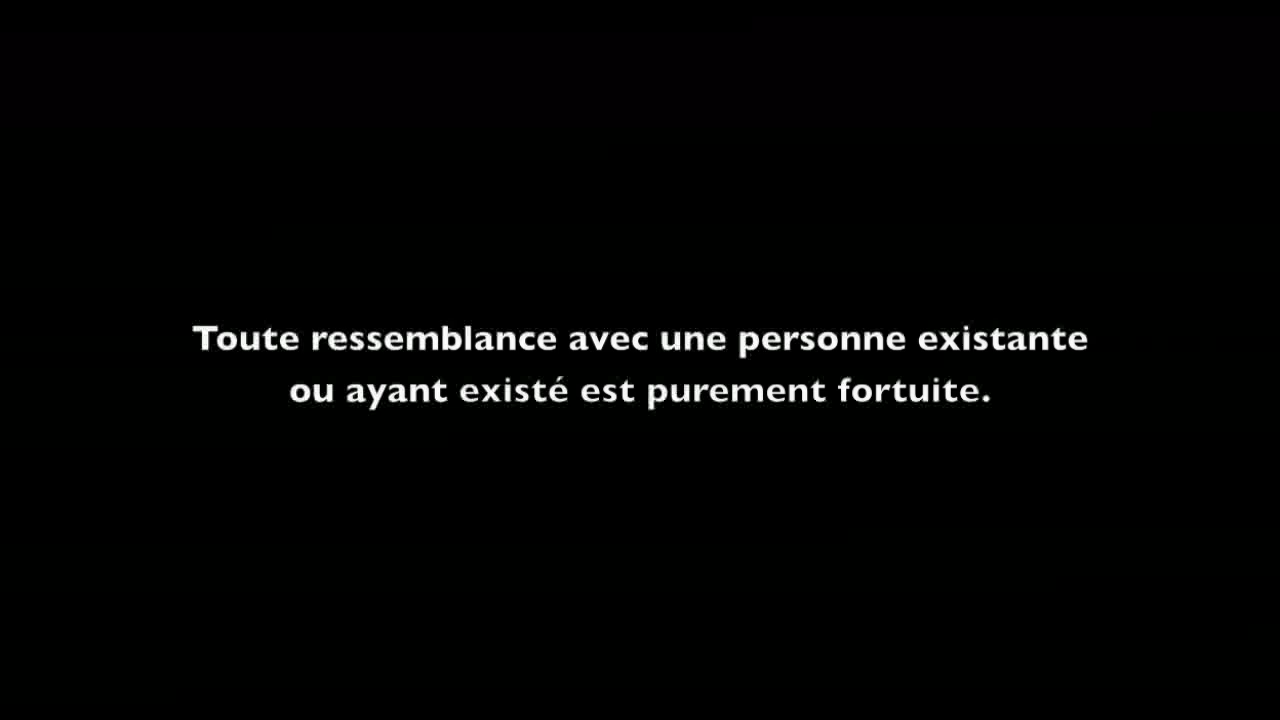 Toute ressemblance avec une personne existante
ou ayant existé est purement fortuite.